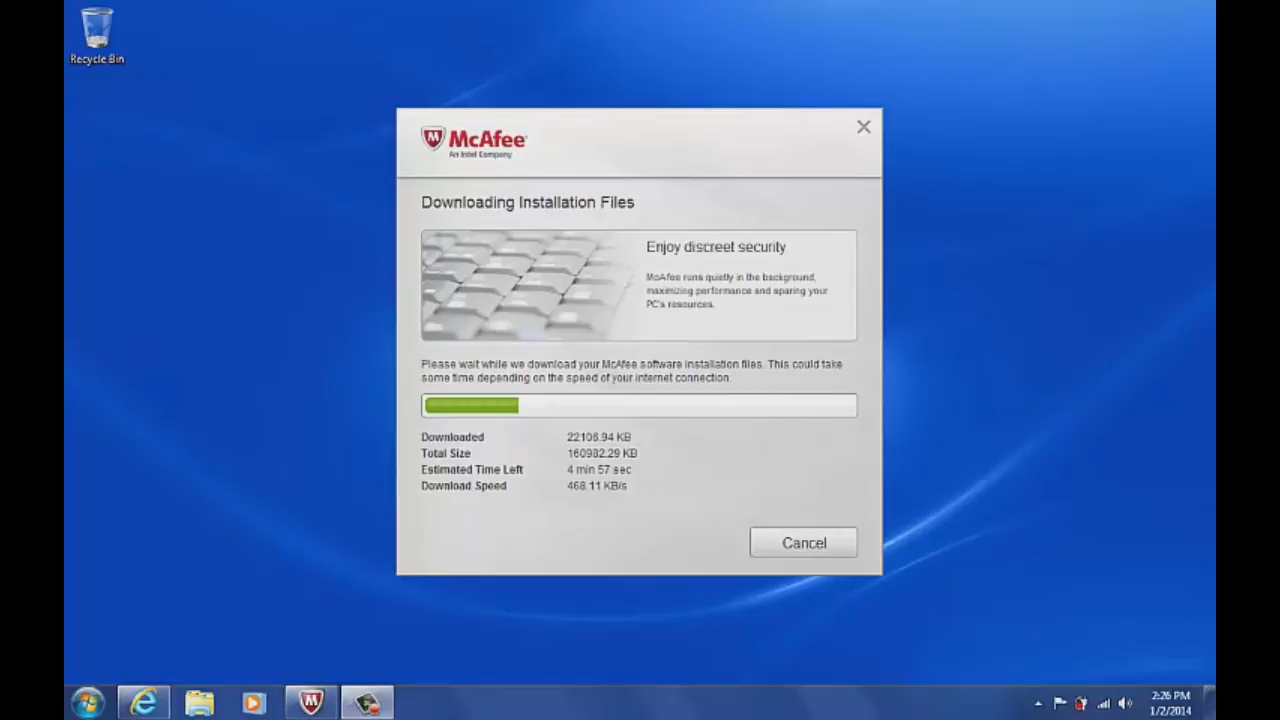 Recycle Bin
McAfee
An Intel Company
Downloading Installation Files
Enjoy discreet security
McAfee runs quietly in the background,
maximizing performance and sparing your
PC's resources.
Please wait while we download your McAfee software installation files. This could take
some time depending on the speed of your internet connection.
Downloaded 22106.94 KB
Total Size 160982.29 KB
Estimated Time Left 4 min 57 sec
Download Speed 468.11 KB/s
Cancel
2:26 PM
1/2/2014